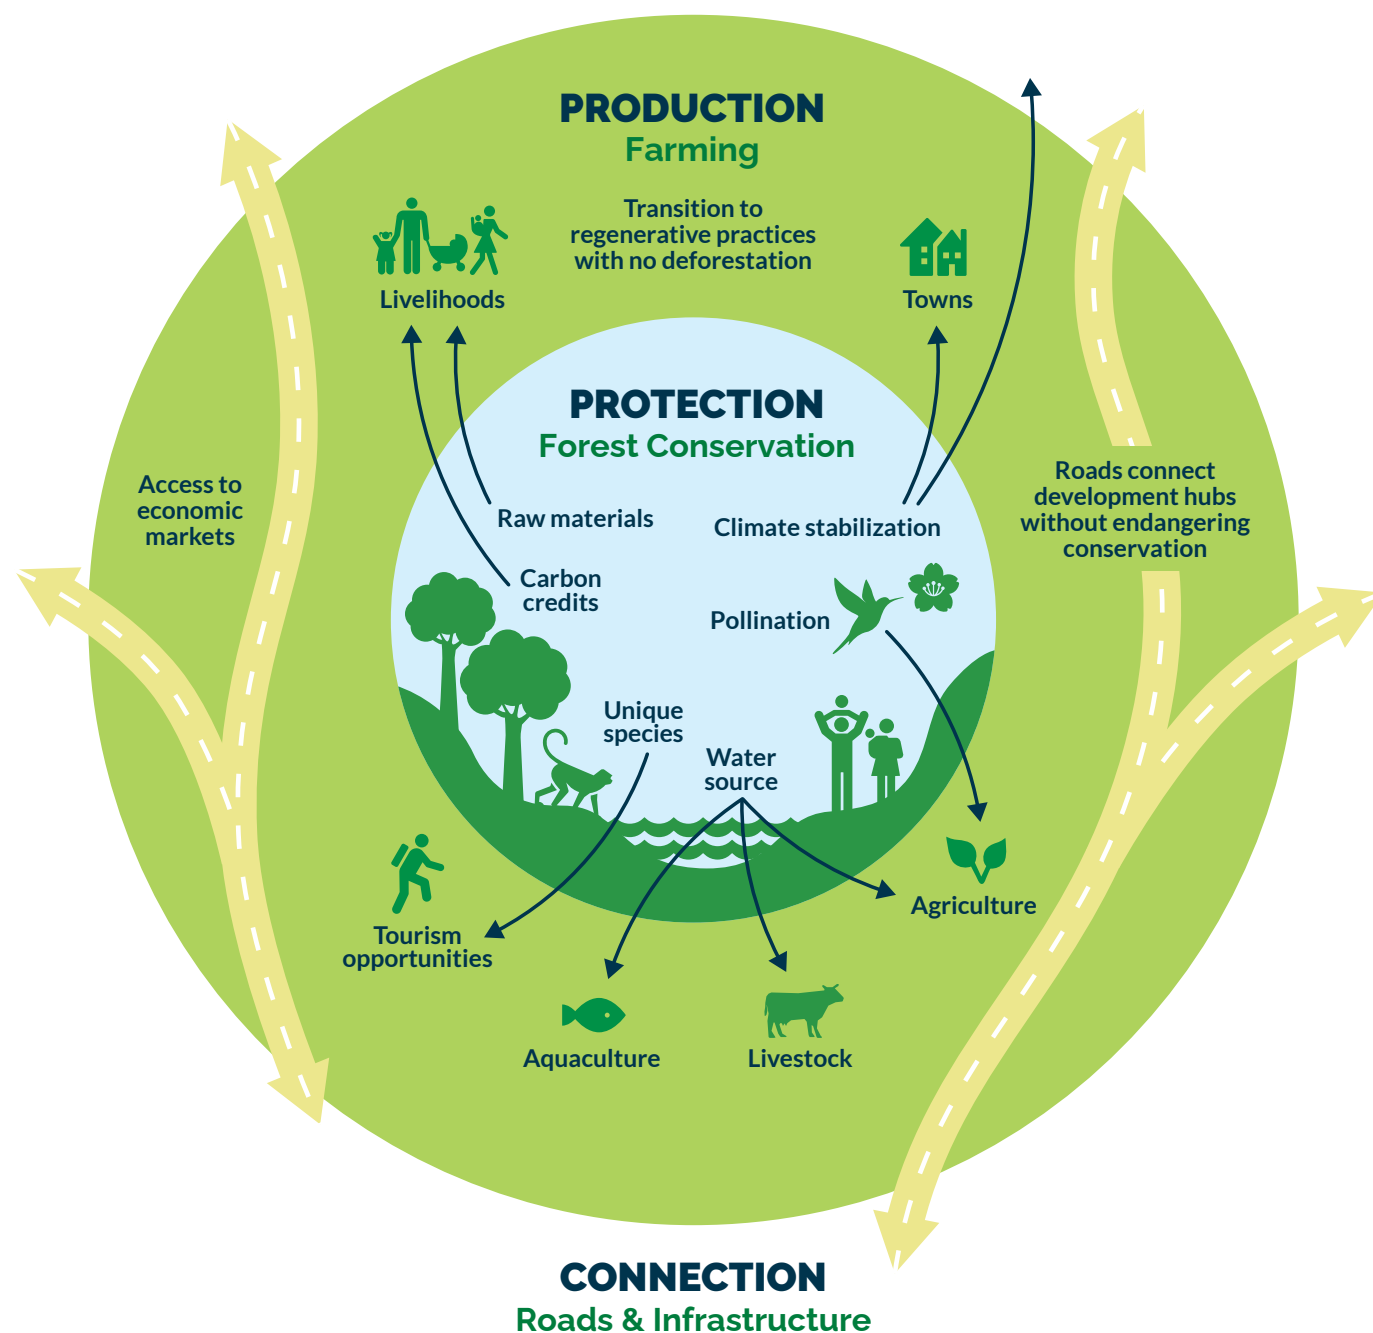 PRODUCTION
Farming
Transition to
regenerative practices
with no deforestation
Livelihoods
Towns
PROTECTION
Forest Conservation
Access to
economic
markets
Roads connect
development hubs
without endangering
conservation
Raw materials
Climate stabilization
Carbon
credits
Pollination
Unique
species
Water
source
Tourism
opportunities
Agriculture
Aquaculture
Livestock
CONNECTION
Roads & Infrastructure